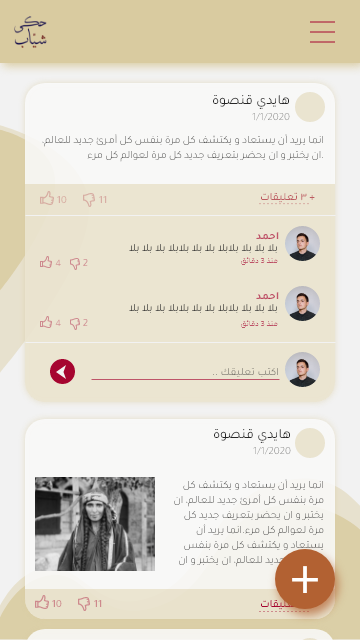 حكي
شباب
هايدي قنصوة
1/1/2020
انما يريد أن يستعاد و يكتشف كل مرة بنفس كل أمرئ جديد للعالم.
ان يختبر و ان يحضر بتعريف جديد كل مرة لعوالم كل مرء.
10 11 + ٣ تعليقات
احمد
بلا بلا بلا بلابلا بلا بلا بلابلا بلا بلا بلا بلا
منذ 3 دقائق
4 2
احمد
بلا بلا بلا بلابلا بلا بلا بلابلا بلا بلا بلا بلا
منذ 3 دقائق
4 2
اكتب تعليقك ..
هايدي قنصوة
1/1/2020
انما يريد أن يستعاد و يكتشف كل
مرة بنفس كل أمرئ جديد للعالم. ان
يختبر و ان يحضر بتعريف جديد كل
مرة لعوالم كل مرء.انما يريد أن
يستعاد و يكتشف كل مرة بنفس
جديد للعالم. ان يختبر و ان
10 11